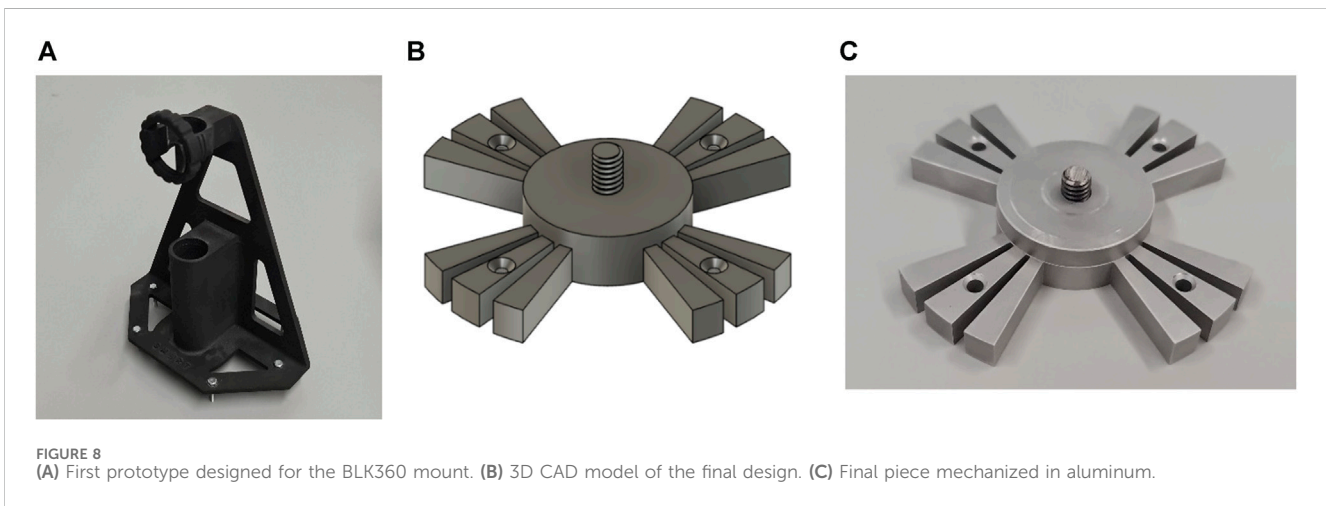 A
B
C
FIGURE 8
(A) First prototype designed for the BLK360 mount. (B) 3D CAD model of the final design. (C) Final piece mechanized in aluminum.